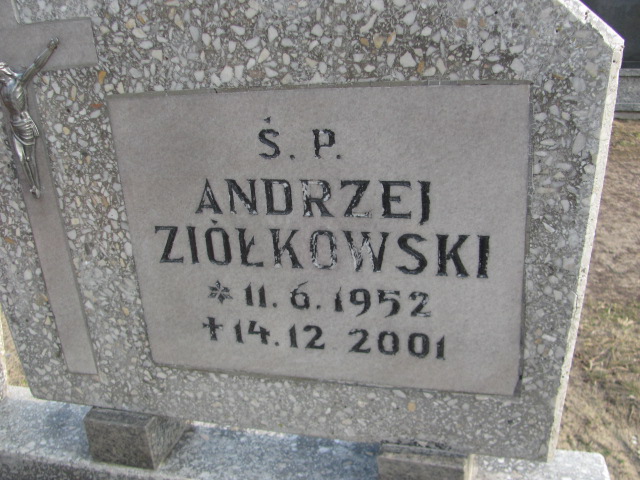 Ś. P.
ANDRZEJ
ZIÓŁKOWSKI
* 11. 6. 1952
† 14. 12. 2001